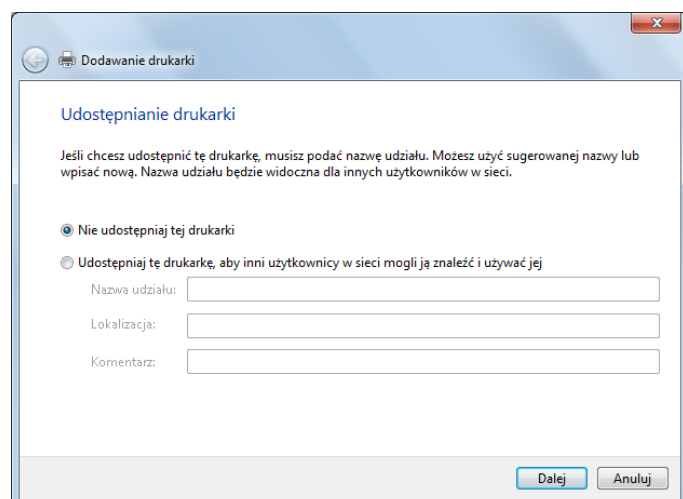 Dodawanie drukarki
Udostępnianie drukarki
Jeśli chcesz udostępnić tę drukarkę, musisz podać nazwę udziału. Możesz użyć sugerowanej nazwy lub
wpisać nową. Nazwa udziału będzie widoczna dla innych użytkowników w sieci.
Nie udostępniaj tej drukarki
Udostępniaj tę drukarkę, aby inni użytkownicy w sieci mogli ją znaleźć i używać jej
Nazwa udziału:
Lokalizacja:
Komentarz:
Dalej Anuluj